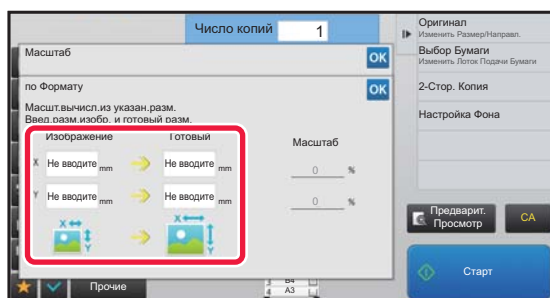 Число копий 1
Оригинал
Изменить Размер/Направл.
Масштаб
OK
Выбор Бумаги
Изменить Лоток Подачи Бумаги
по Формату
OK
2-Стор. Копия
Масшт.вычисл.из указан.разм.
Введ.разм.изобр. и готовый разм.
Настройка Фона
Изображение Готовый
Масштаб
X Не вводите mm Не вводите mm 0 %
Y Не вводите mm Не вводите mm 0 %
X X
Y Y
Предварит.
Просмотр
CA
Прочие
3 B4
4 A3
Старт